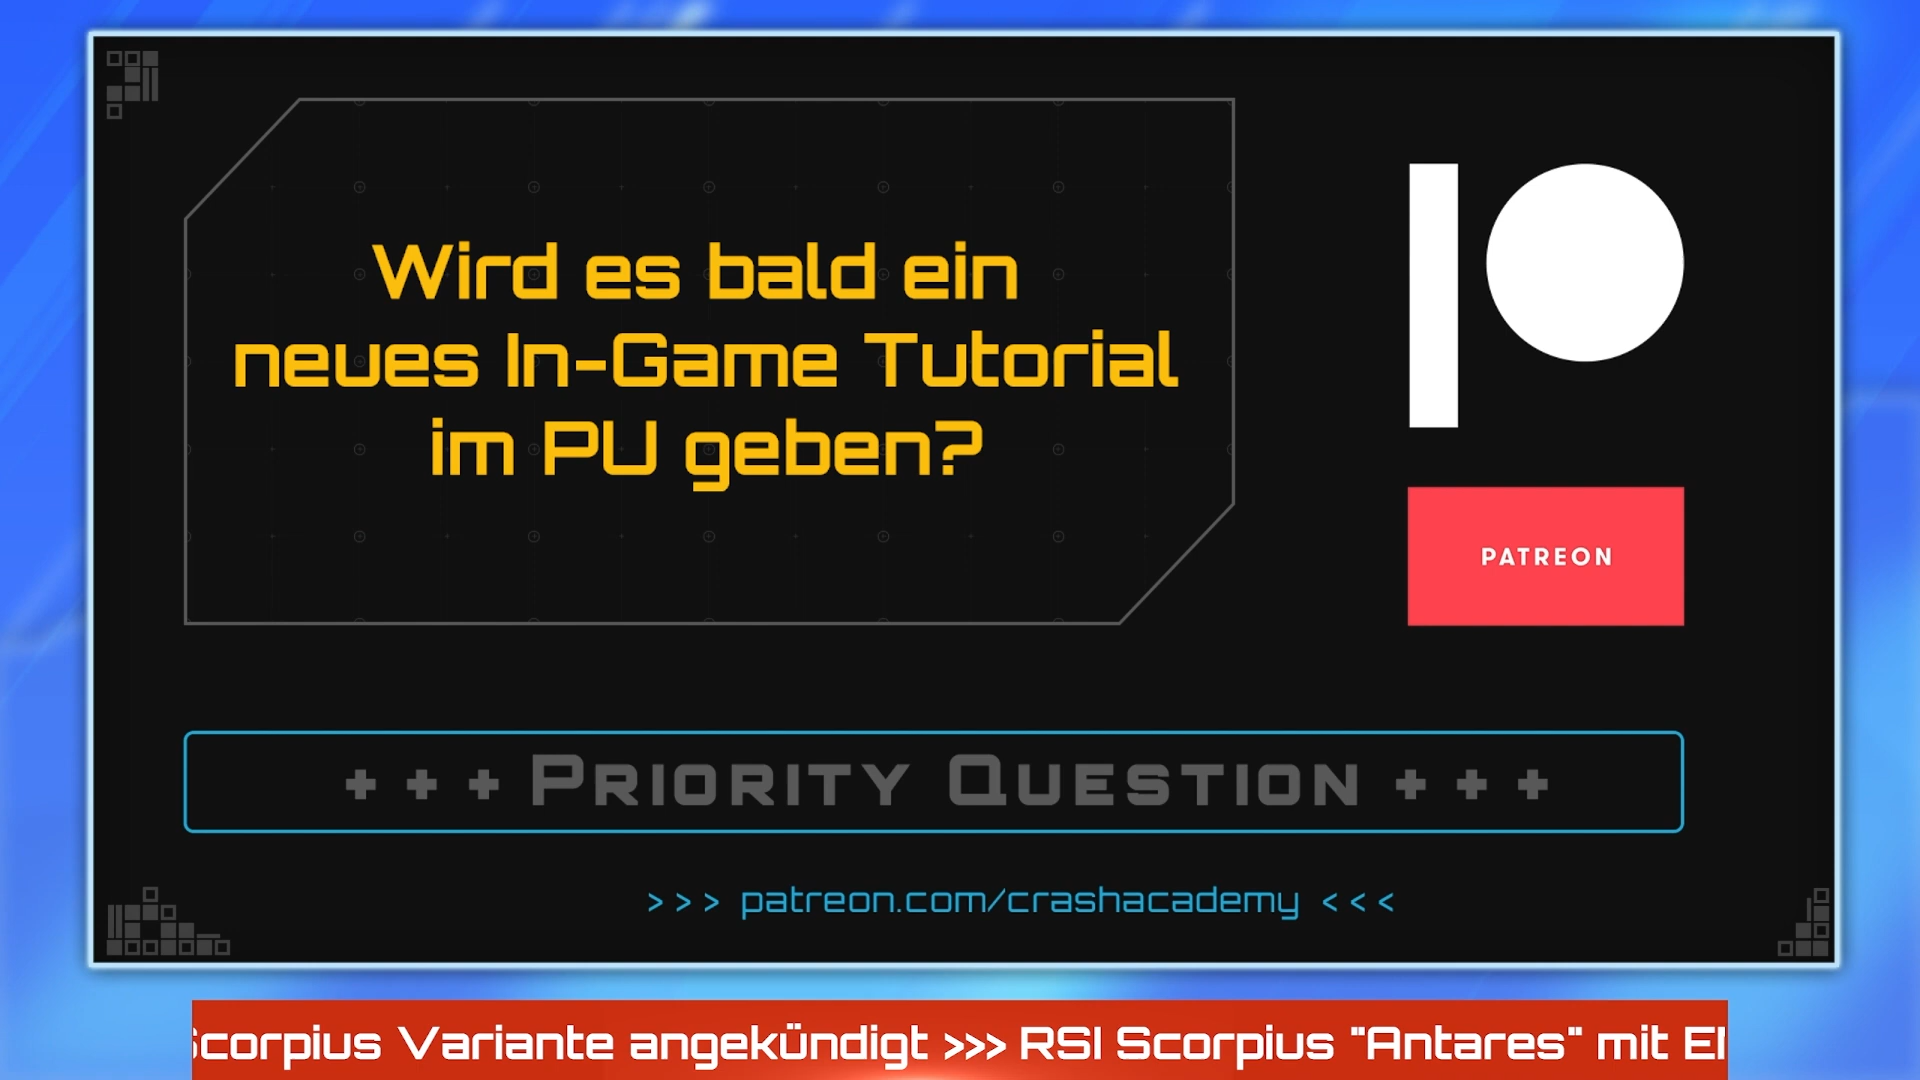 Wird es bald ein
neues In-Game Tutorial
im PU geben?
PATREON
+ + + PRIORITY QUESTION + + +
> > > patreon.com/crashacademy < < <
Scorpius Variante angekündigt >>> RSI Scorpius "Antares" mit